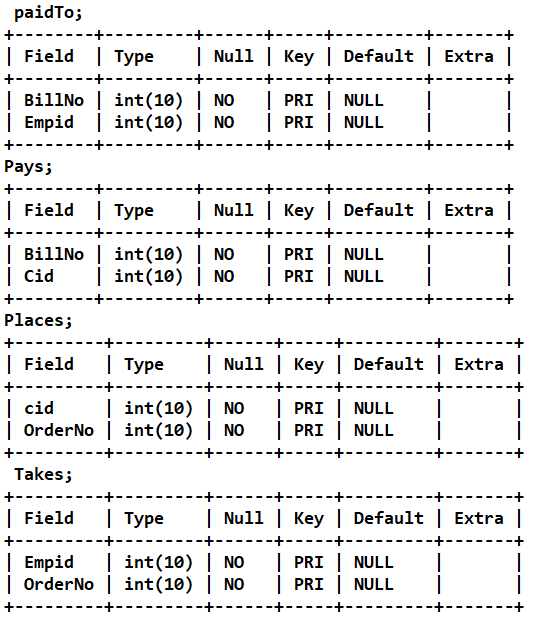 paidTo;
+--------+---------+------+-----+---------+-------+
| Field  | Type    | Null | Key | Default | Extra |
+--------+---------+------+-----+---------+-------+
| BillNo | int(10) | NO   | PRI | NULL    |       |
| Empid  | int(10) | NO   | PRI | NULL    |       |
+--------+---------+------+-----+---------+-------+
Pays;
+--------+---------+------+-----+---------+-------+
| Field  | Type    | Null | Key | Default | Extra |
+--------+---------+------+-----+---------+-------+
| BillNo | int(10) | NO   | PRI | NULL    |       |
| Cid    | int(10) | NO   | PRI | NULL    |       |
+--------+---------+------+-----+---------+-------+
Places;
+---------+---------+------+-----+---------+-------+
| Field   | Type    | Null | Key | Default | Extra |
+---------+---------+------+-----+---------+-------+
| cid     | int(10) | NO   | PRI | NULL    |       |
| OrderNo | int(10) | NO   | PRI | NULL    |       |
+---------+---------+------+-----+---------+-------+
 Takes;
+---------+---------+------+-----+---------+-------+
| Field   | Type    | Null | Key | Default | Extra |
+---------+---------+------+-----+---------+-------+
| Empid   | int(10) | NO   | PRI | NULL    |       |
| OrderNo | int(10) | NO   | PRI | NULL    |       |
+---------+---------+------+-----+---------+-------+